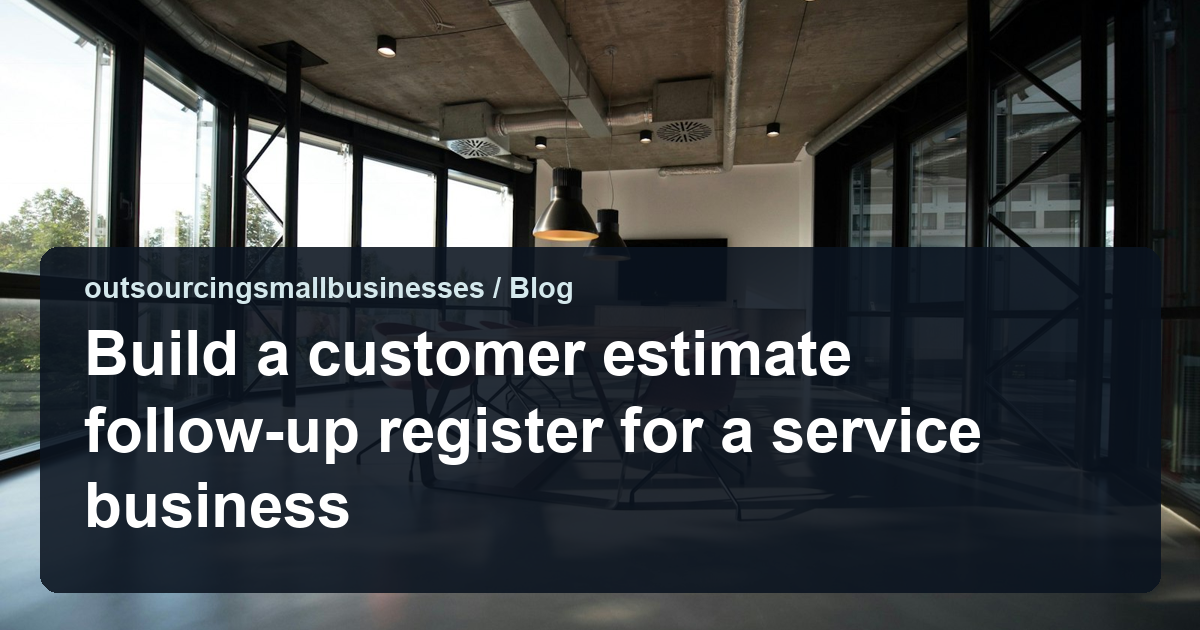 outsourcingsmallbusinesses / Blog
Build a customer estimate
follow-up register for a service
business